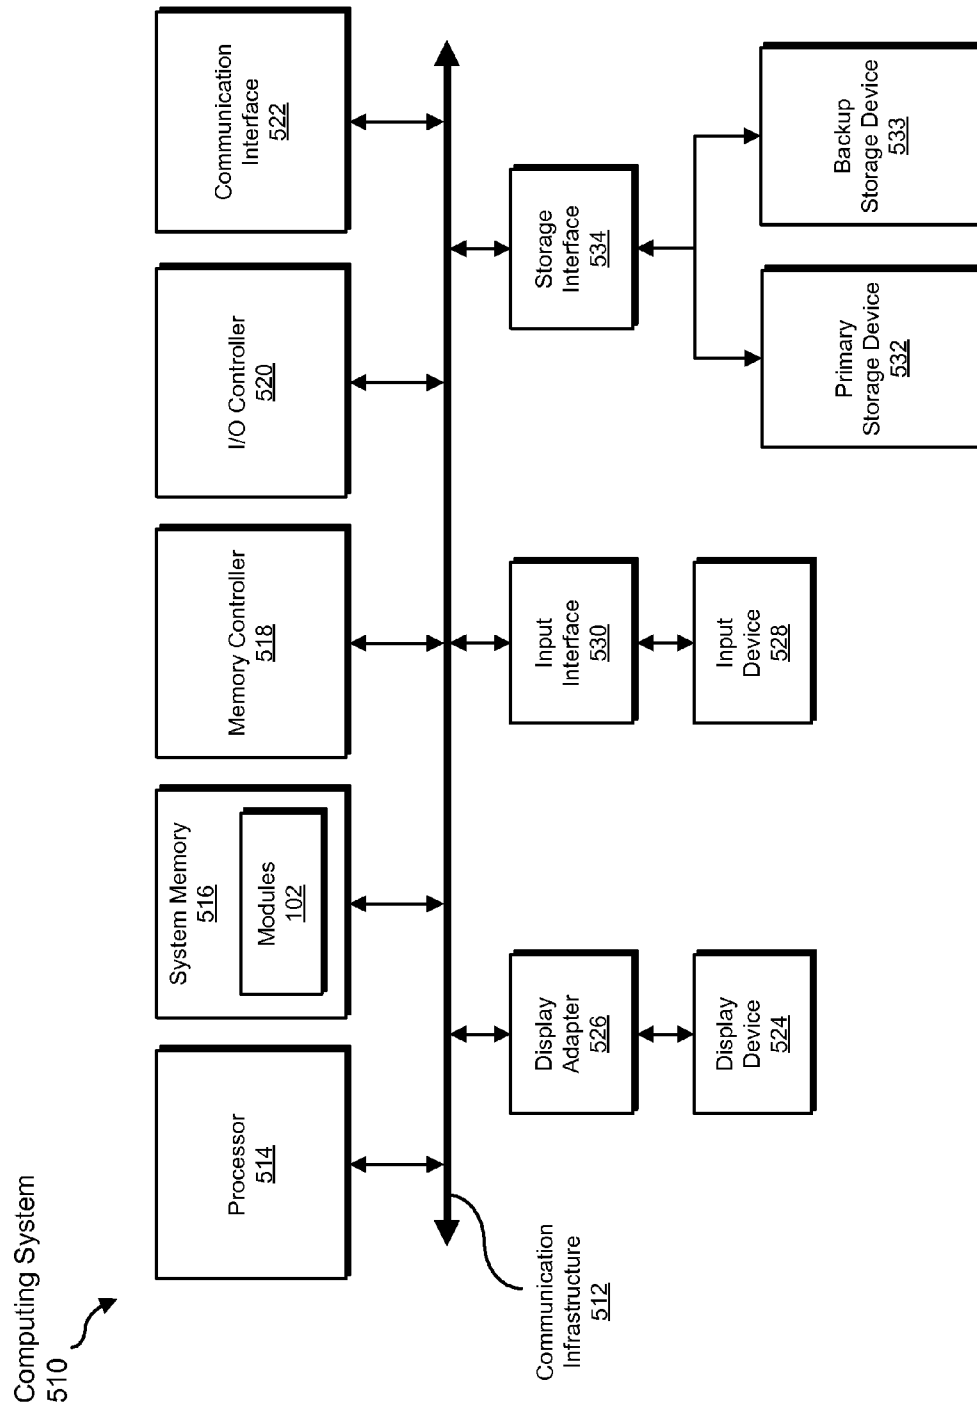 Computing System
510
Processor
514
System Memory
516
Modules
102
Memory Controller
518
I/O Controller
520
Communication
Interface
522
Communication
Infrastructure
512
Display
Adapter
526
Input
Interface
530
Storage
Interface
534
Display
Device
524
Input
Device
528
Primary
Storage Device
532
Backup
Storage Device
533